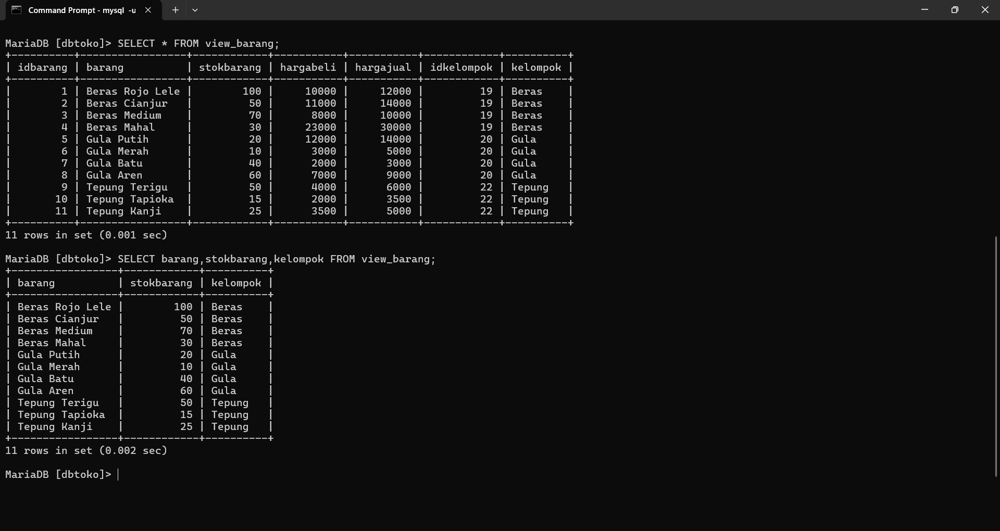 Command Prompt - mysql -u
MariaDB [dbtoko]> SELECT * FROM view_barang;
+----------+-----------------+------------+-----------+-----------+------------+----------+
| idbarang | barang          | stokbarang | hargabeli | hargajual | idkelompok | kelompok |
+----------+-----------------+------------+-----------+-----------+------------+----------+
|        1 | Beras Rojo Lele |        100 |     10000 |     12000 |         19 | Beras    |
|        2 | Beras Cianjur   |         50 |     11000 |     14000 |         19 | Beras    |
|        3 | Beras Medium    |         70 |      8000 |     10000 |         19 | Beras    |
|        4 | Beras Mahal     |         30 |     23000 |     30000 |         19 | Beras    |
|        5 | Gula Putih      |         20 |     12000 |     14000 |         20 | Gula     |
|        6 | Gula Merah      |         10 |      3000 |      5000 |         20 | Gula     |
|        7 | Gula Batu       |         40 |      2000 |      3000 |         20 | Gula     |
|        8 | Gula Aren       |         60 |      7000 |      9000 |         20 | Gula     |
|        9 | Tepung Terigu   |         50 |      4000 |      6000 |         22 | Tepung   |
|       10 | Tepung Tapioka  |         15 |      2000 |      3500 |         22 | Tepung   |
|       11 | Tepung Kanji    |         25 |      3500 |      5000 |         22 | Tepung   |
+----------+-----------------+------------+-----------+-----------+------------+----------+
11 rows in set (0.001 sec)
MariaDB [dbtoko]> SELECT barang,stokbarang,kelompok FROM view_barang;
+-----------------+------------+----------+
| barang          | stokbarang | kelompok |
+-----------------+------------+----------+
| Beras Rojo Lele |        100 | Beras    |
| Beras Cianjur   |         50 | Beras    |
| Beras Medium    |         70 | Beras    |
| Beras Mahal     |         30 | Beras    |
| Gula Putih      |         20 | Gula     |
| Gula Merah      |         10 | Gula     |
| Gula Batu       |         40 | Gula     |
| Gula Aren       |         60 | Gula     |
| Tepung Terigu   |         50 | Tepung   |
| Tepung Tapioka  |         15 | Tepung   |
| Tepung Kanji    |         25 | Tepung   |
+-----------------+------------+----------+
11 rows in set (0.002 sec)
MariaDB [dbtoko]>